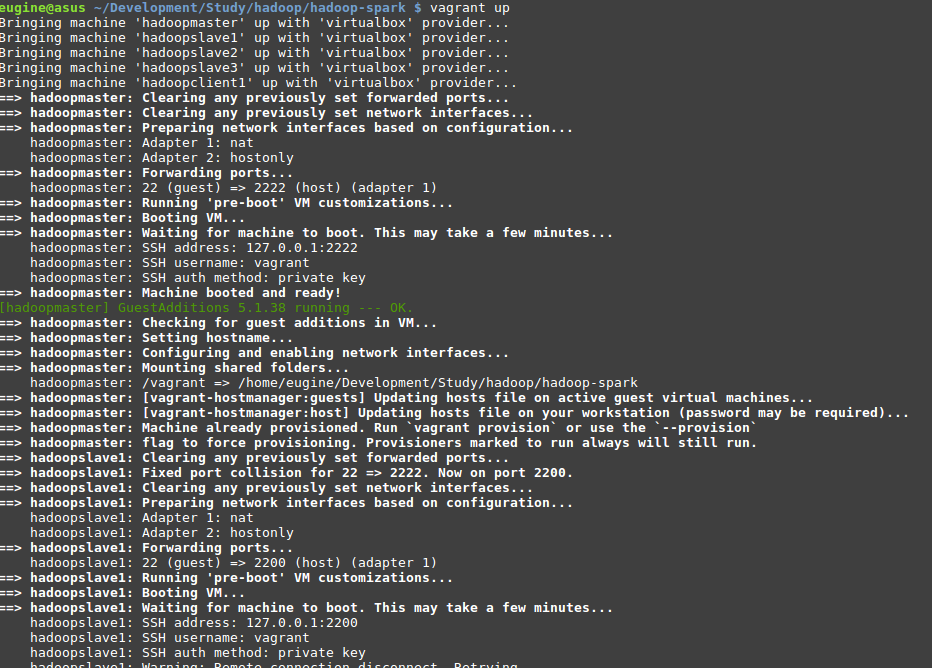 eugine@asus ~/Development/Study/hadoop/hadoop-spark $ vagrant up
Bringing machine 'hadoopmaster' up with 'virtualbox' provider...
Bringing machine 'hadoopslave1' up with 'virtualbox' provider...
Bringing machine 'hadoopslave2' up with 'virtualbox' provider...
Bringing machine 'hadoopslave3' up with 'virtualbox' provider...
Bringing machine 'hadoopclient1' up with 'virtualbox' provider...
==> hadoopmaster: Clearing any previously set forwarded ports...
==> hadoopmaster: Clearing any previously set network interfaces...
==> hadoopmaster: Preparing network interfaces based on configuration...
    hadoopmaster: Adapter 1: nat
    hadoopmaster: Adapter 2: hostonly
==> hadoopmaster: Forwarding ports...
    hadoopmaster: 22 (guest) => 2222 (host) (adapter 1)
==> hadoopmaster: Running 'pre-boot' VM customizations...
==> hadoopmaster: Booting VM...
==> hadoopmaster: Waiting for machine to boot. This may take a few minutes...
    hadoopmaster: SSH address: 127.0.0.1:2222
    hadoopmaster: SSH username: vagrant
    hadoopmaster: SSH auth method: private key
==> hadoopmaster: Machine booted and ready!
[hadoopmaster] GuestAdditions 5.1.38 running --- OK.
==> hadoopmaster: Checking for guest additions in VM...
==> hadoopmaster: Setting hostname...
==> hadoopmaster: Configuring and enabling network interfaces...
==> hadoopmaster: Mounting shared folders...
    hadoopmaster: /vagrant => /home/eugine/Development/Study/hadoop/hadoop-spark
==> hadoopmaster: [vagrant-hostmanager:guests] Updating hosts file on active guest virtual machines...
==> hadoopmaster: [vagrant-hostmanager:host] Updating hosts file on your workstation (password may be required)...
==> hadoopmaster: Machine already provisioned. Run `vagrant provision` or use the `--provision`
==> hadoopmaster: flag to force provisioning. Provisioners marked to run always will still run.
==> hadoopslave1: Clearing any previously set forwarded ports...
==> hadoopslave1: Fixed port collision for 22 => 2222. Now on port 2200.
==> hadoopslave1: Clearing any previously set network interfaces...
==> hadoopslave1: Preparing network interfaces based on configuration...
    hadoopslave1: Adapter 1: nat
    hadoopslave1: Adapter 2: hostonly
==> hadoopslave1: Forwarding ports...
    hadoopslave1: 22 (guest) => 2200 (host) (adapter 1)
==> hadoopslave1: Running 'pre-boot' VM customizations...
==> hadoopslave1: Booting VM...
==> hadoopslave1: Waiting for machine to boot. This may take a few minutes...
    hadoopslave1: SSH address: 127.0.0.1:2200
    hadoopslave1: SSH username: vagrant
    hadoopslave1: SSH auth method: private key
    hadoopslave1: Warning: Remote connection disconnect. Retrying...